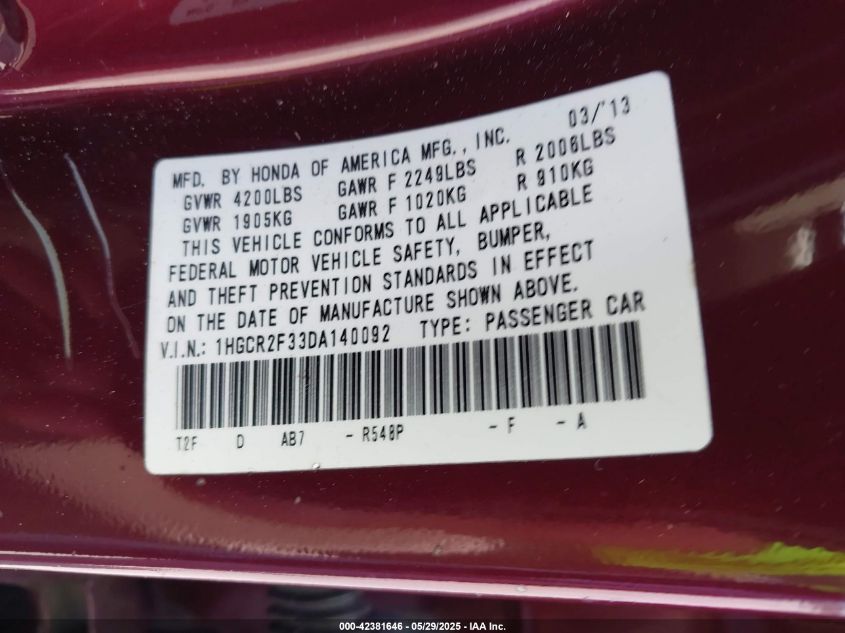 03/'13
MFD. BY HONDA OF AMERICA MFG., INC.
GVWR 4200LBS GAWR F 2249LBS R 2006LBS
GVWR 1905KG GAWR F 1020KG R 910KG
THIS VEHICLE CONFORMS TO ALL APPLICABLE
FEDERAL MOTOR VEHICLE SAFETY, BUMPER,
AND THEFT PREVENTION STANDARDS IN EFFECT
ON THE DATE OF MANUFACTURE SHOWN ABOVE.
V.I.N.: 1HGCR2F33DA140092 TYPE: PASSENGER CAR
T2F D AB7 - R548P - F - A
000-42381646 - 05/29/2025 - IAA Inc.